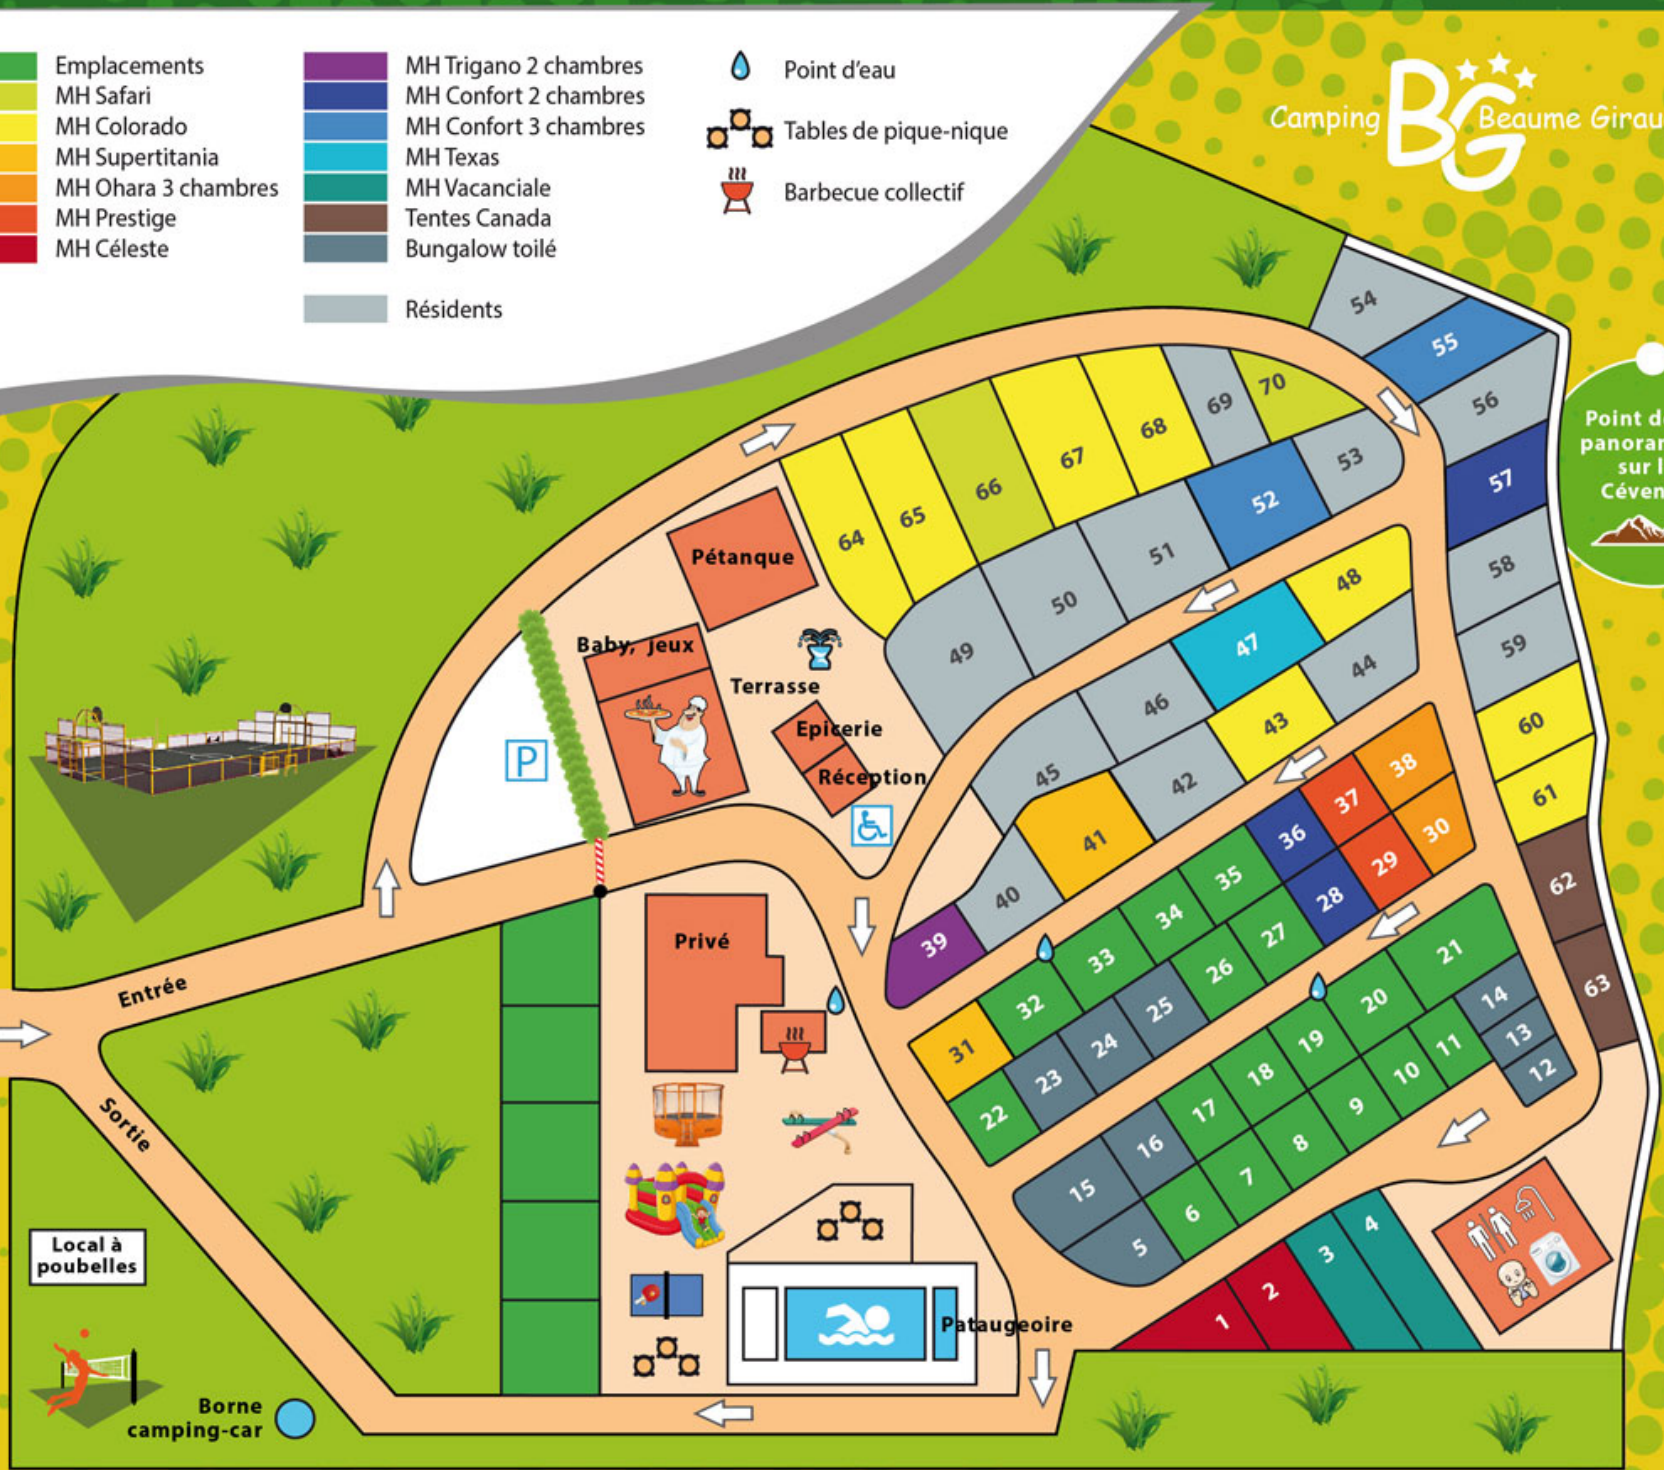 Emplacements
MH Safari
MH Colorado
MH Supertitania
MH Ohara 3 chambres
MH Prestige
MH Céleste
MH Trigano 2 chambres
MH Confort 2 chambres
MH Confort 3 chambres
MH Texas
MH Vacanciale
Tentes Canada
Bungalow toilé
Résidents
Point d'eau
Tables de pique-nique
Barbecue collectif
Camping BG Beaume Girau
54
55
56
57
58
59
60
61
62
63
Point d
panora
sur l
Céven
64
65
66
67
68
69
70
53
52
51
50
49
48
47
46
45
44
43
42
41
40
39
38
37
36
35
34
33
32
31
30
29
28
27
26
25
24
23
22
21
20
19
18
17
16
15
14
13
12
11
10
9
8
7
6
5
4
3
2
1
Pétanque
Baby, jeux
Terrasse
Epicerie
Réception
P
Privé
Entrée
Sortie
Local à
poubelles
Borne
camping-car
Pataugeoire